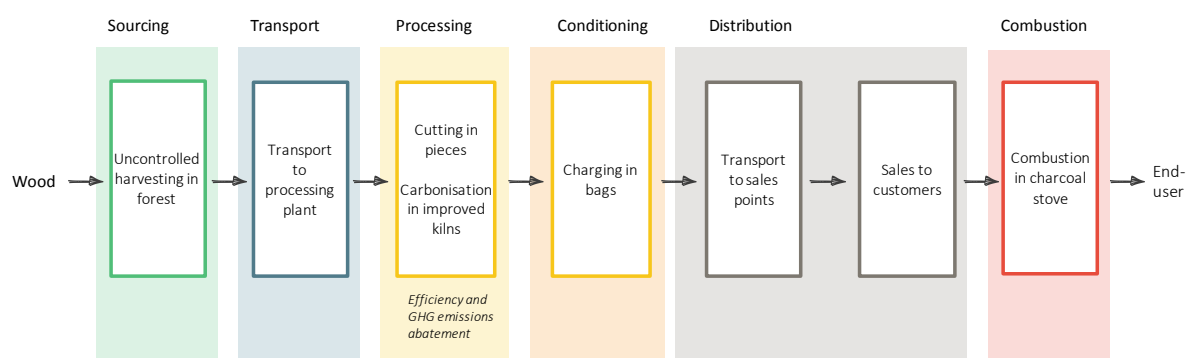 Sourcing
Transport
Processing
Conditioning
Distribution
Combustion
Wood
Uncontrolled
harvesting in
forest
Transport
to
processing
plant
Cutting in
pieces
Carbonisation
in improved
kilns
Efficiency and
GHG emissions
abatement
Charging in
bags
Transport
to sales
points
Sales to
customers
Combustion
in charcoal
stove
End-
user